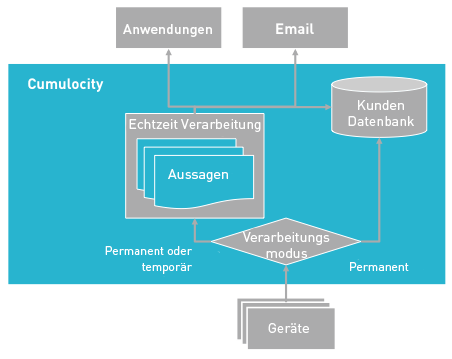 Anwendungen
Email
Cumulocity
Kunden
Datenbank
Echtzeit Verarbeitung
Aussagen
Verarbeitungs
modus
Permanent oder
temporär
Permanent
Geräte